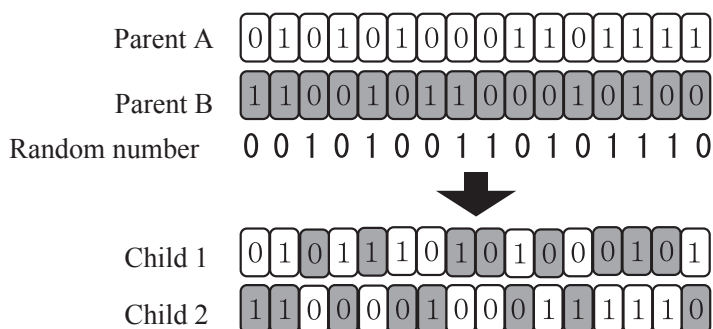 Parent A 0 1 0 1 0 1 0 0 0 1 1 0 1 1 1 1
Parent B 1 1 0 0 1 0 1 1 0 0 0 1 0 1 0 0
Random number 0 0 1 0 1 0 0 1 1 0 1 0 1 1 1 0
Child 1 0 1 0 1 1 1 0 1 0 1 0 0 0 1 0 1
Child 2 1 1 0 0 0 0 1 0 0 0 1 1 1 1 1 0